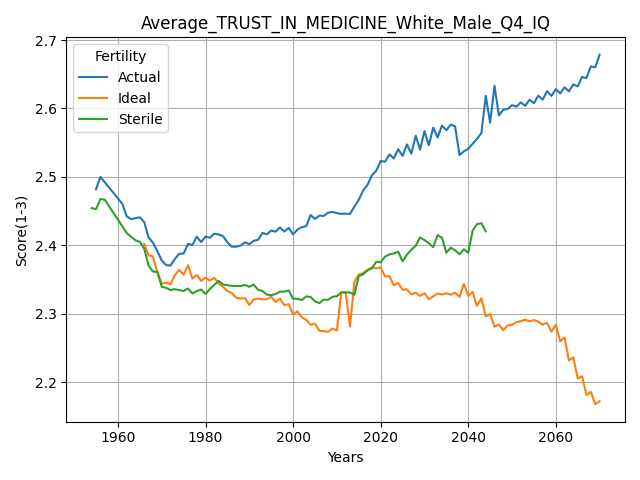 Average_TRUST_IN_MEDICINE_White_Male_Q4_IQ
Fertility
Actual
Ideal
Sterile
Score(1-3)
2.7
2.6
2.5
2.4
2.3
2.2
1960 1980 2000 2020 2040 2060
Years